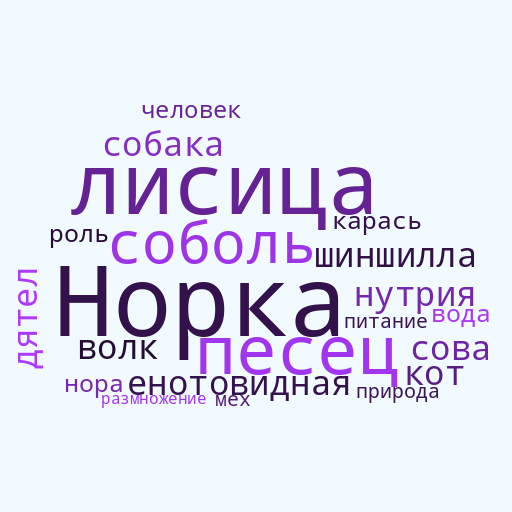 человек
собака
лисица
карась
роль
соболь
шиншилла
дятел
Норка
нутрия
вода
питание
волк
песец
сова
кот
нора
енотовидная
природа
размножение
мех